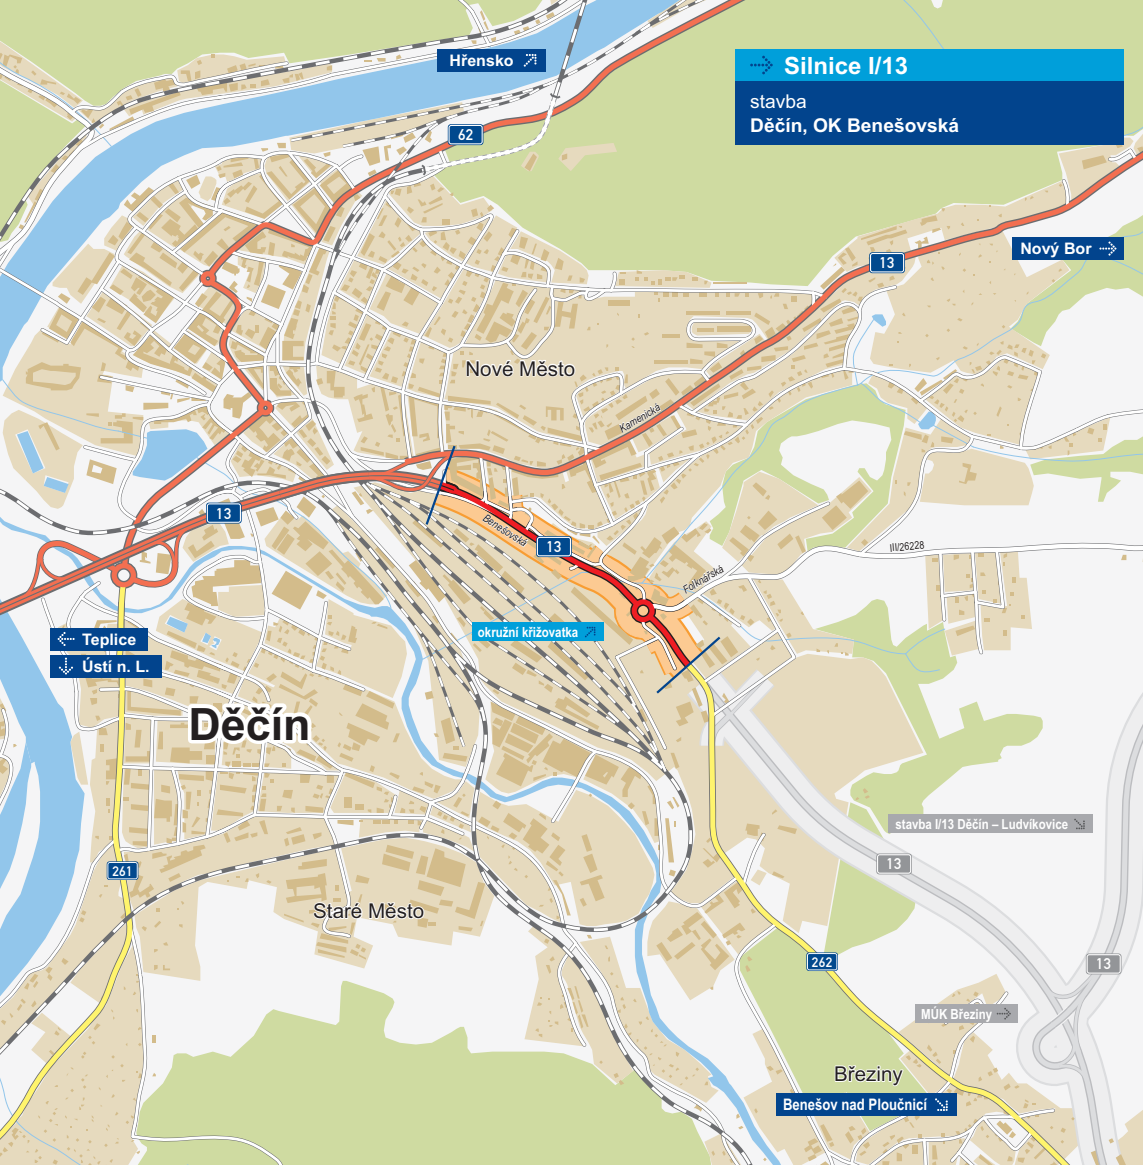 Hřensko
Silnice I/13
stavba
Děčín, OK Benešovská
62
Nový Bor
13
Nové Město
Kamenická
13
Benešovská
13
III/26228
Folknářská
okružní křižovatka
Teplice
Ústí n. L.
Děčín
stavba I/13 Děčín – Ludvíkovice
13
261
Staré Město
262
13
MÚK Březiny
Březiny
Benešov nad Ploučnicí